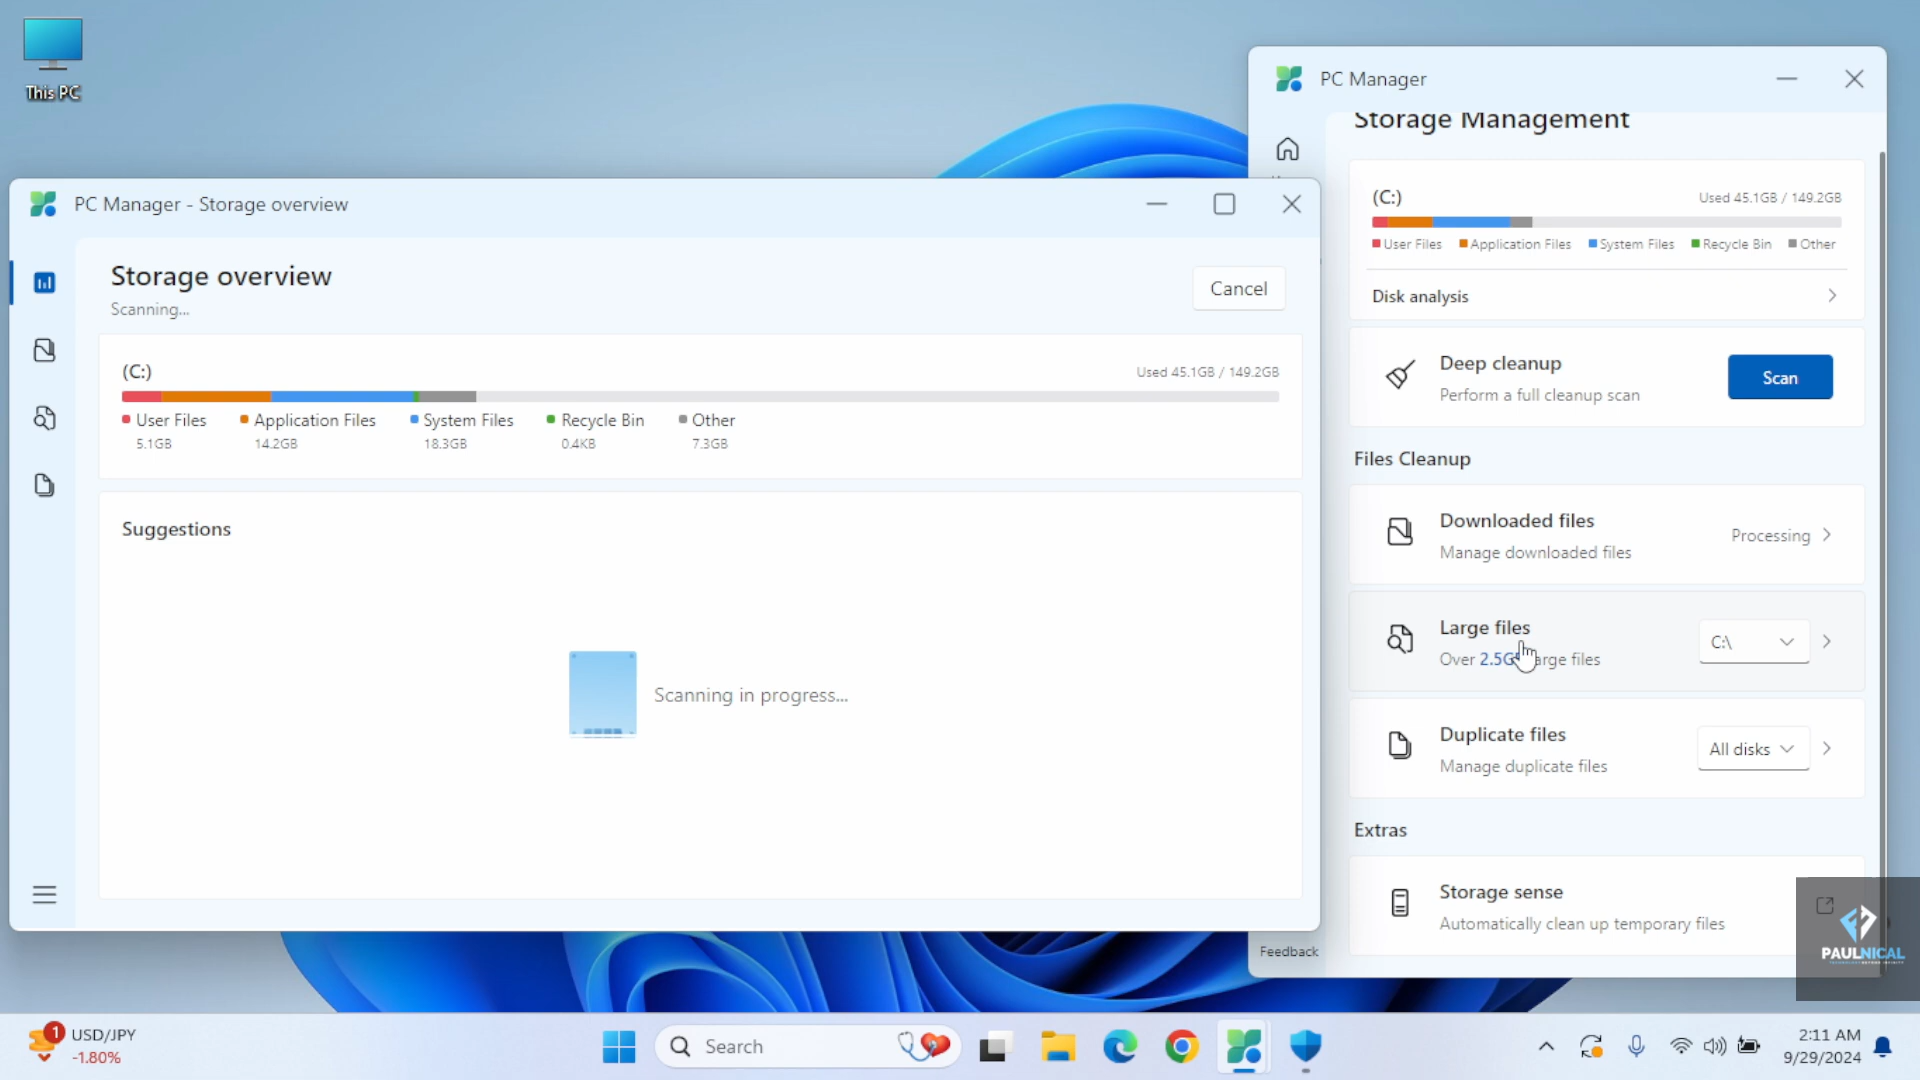 This PC
PC Manager - Storage overview
Storage overview
Scanning...
Cancel
(C:)
Used 45.1GB / 149.2GB
User Files
Application Files
System Files
Recycle Bin
Other
5.1GB
14.2GB
18.3GB
0.4KB
7.3GB
Suggestions
Scanning in progress...
PC Manager
Storage Management
(C:)
Used 45.1GB / 149.2GB
User Files
Application Files
System Files
Recycle Bin
Other
Disk analysis
Deep cleanup
Perform a full cleanup scan
Scan
Files Cleanup
Downloaded files
Manage downloaded files
Processing
Large files
Over 2.5G arge files
C:\
Duplicate files
Manage duplicate files
All disks
Extras
Storage sense
Automatically clean up temporary files
Feedback
PAULNICAL
1
USD/JPY
-1.80%
Search
2:11 AM
9/29/2024